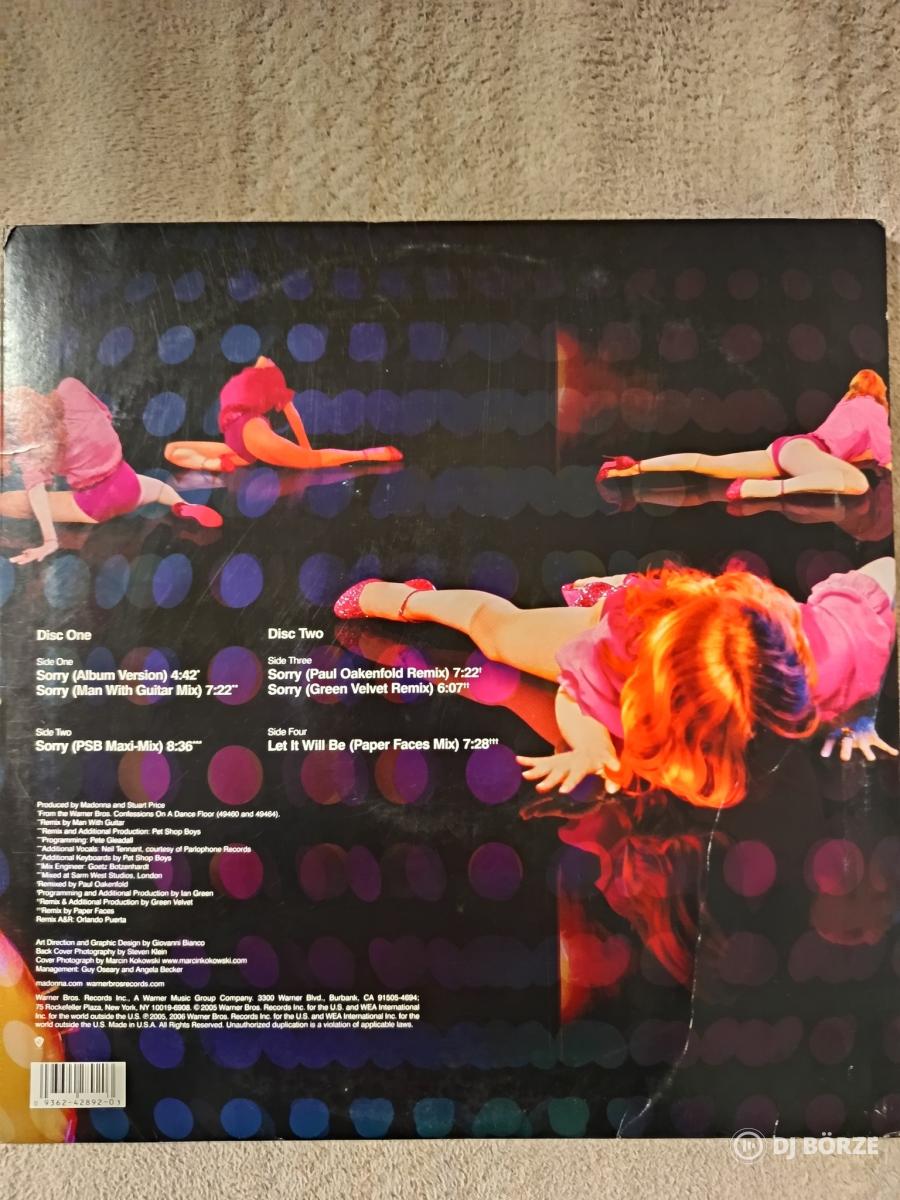 Disc One
Side One
Sorry (Album Version) 4:42*
Sorry (Man With Guitar Mix) 7:22**
Side Two
Sorry (PSB Maxi-Mix) 8:36***
Disc Two
Side Three
Sorry (Paul Oakenfold Remix) 7:22†
Sorry (Green Velvet Remix) 6:07††
Side Four
Let It Will Be (Paper Faces Mix) 7:28†††
Produced by Madonna and Stuart Price
*From the Warner Bros. Confessions On A Dance Floor (49460 and 49464).
**Remix by Man With Guitar
***Remix and Additional Production: Pet Shop Boys
***Programming: Pete Gleadall
***Additional Vocals: Neil Tennant, courtesy of Parlophone Records
***Additional Keyboards by Pet Shop Boys
***Mix Engineer: Goetz Botzenhardt
***Mixed at Sarm West Studios, London
†Remixed by Paul Oakenfold
†Programming and Additional Production by Ian Green
††Remix & Additional Production by Green Velvet
†††Remix by Paper Faces
Remix A&R: Orlando Puerta
Art Direction and Graphic Design by Giovanni Bianco
Back Cover Photography by Steven Klein
Cover Photograph by Marcin Kokowski www.marcinkokowski.com
Management: Guy Oseary and Angela Becker
madonna.com warnerbrosrecords.com
Warner Bros. Records Inc., A Warner Music Group Company. 3300 Warner Blvd., Burbank, CA 91505-4694;
75 Rockefeller Plaza, New York, NY 10019-6908. © 2005 Warner Bros. Records Inc. for the U.S. and WEA International
Inc. for the world outside the U.S. ℗ 2005, 2006 Warner Bros. Records Inc. for the U.S. and WEA International Inc. for the
world outside the U.S. Made in U.S.A. All Rights Reserved. Unauthorized duplication is a violation of applicable laws.
0 9362-42892-0 1
DJ BÖRZE